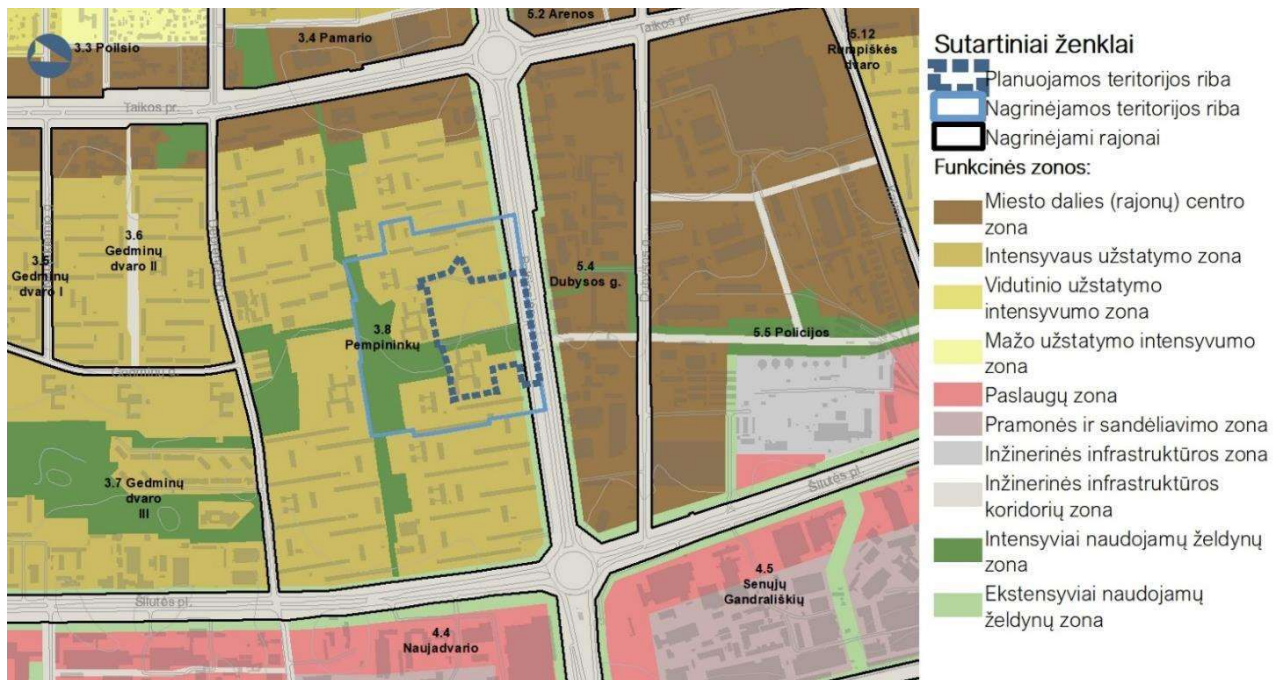 5.2 Arenos
Taikos pr.
3.4 Pamario
3.3 Poilsio
5.12
Rumpiškės
dvaro
Taikos pr.
3.6
Gedminų
dvaro II
3.5
Gedminų
dvaro I
5.4
Dubysos g.
Dubysos g.
3.8
Pempininkų
5.5 Policijos
Gedminų g.
3.7 Gedminų
dvaro
III
Šilutės pl.
4.5
Senųjų
Gandrališkių
Šilutės pl.
4.4
Naujadvario
Sutartiniai ženklai
Planuojamos teritorijos riba
Nagrinėjamos teritorijos riba
Nagrinėjami rajonai
Funkcinės zonos:
Miesto dalies (rajonų) centro
zona
Intensyvaus užstatymo zona
Vidutinio užstatymo
intensyvumo zona
Mažo užstatymo intensyvumo
zona
Paslaugų zona
Pramonės ir sandėliavimo zona
Inžinerinės infrastruktūros zona
Inžinerinės infrastruktūros
koridorių zona
Intensyviai naudojamų želdynų
zona
Ekstensyviai naudojamų
želdynų zona